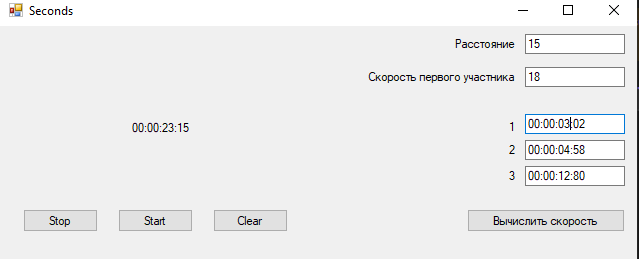 Seconds
Расстояние 15
Скорость первого участника 18
00:00:23:15
1 00:00:03:02
2 00:00:04:58
3 00:00:12:80
Stop Start Clear Вычислить скорость